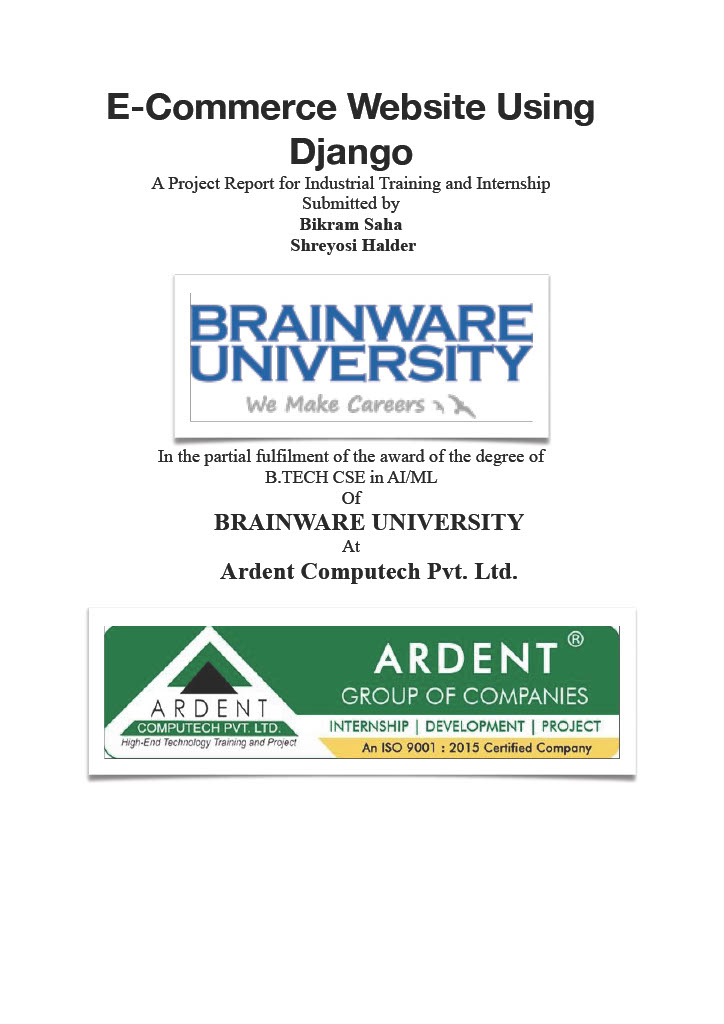 E-Commerce Website Using
Django
A Project Report for Industrial Training and Internship
Submitted by
Bikram Saha
Shreyosi Halder
BRAINWARE
UNIVERSITY
We Make Careers
In the partial fulfilment of the award of the degree of
B.TECH CSE in AI/ML
Of
BRAINWARE UNIVERSITY
At
Ardent Computech Pvt. Ltd.
ARDENT
COMPUTECH PVT. LTD.
High-End Technology Training and Project
ARDENT ®
GROUP OF COMPANIES
INTERNSHIP | DEVELOPMENT | PROJECT
An ISO 9001 : 2015 Certified Company